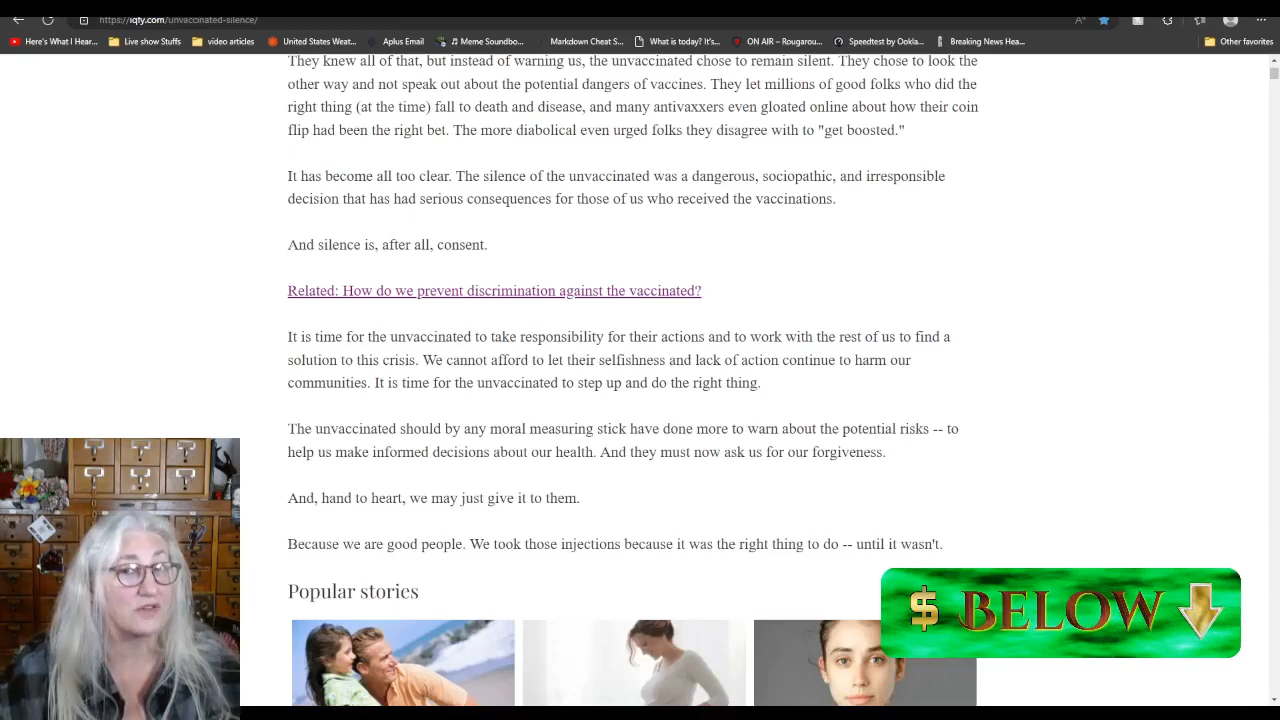 https://iqfy.com/unvaccinated-silence/
Here's What I Hear... Live show Stuffs video articles United States Weat... Aplus Email Meme Soundbo... Markdown Cheat S... What is today? It's... ON AIR – Rougarou... Speedtest by Ookla... Breaking News Hea... Other favorites
They knew all of that, but instead of warning us, the unvaccinated chose to remain silent. They chose to look the
other way and not speak out about the potential dangers of vaccines. They let millions of good folks who did the
right thing (at the time) fall to death and disease, and many antivaxxers even gloated online about how their coin
flip had been the right bet. The more diabolical even urged folks they disagree with to "get boosted."
It has become all too clear. The silence of the unvaccinated was a dangerous, sociopathic, and irresponsible
decision that has had serious consequences for those of us who received the vaccinations.
And silence is, after all, consent.
Related: How do we prevent discrimination against the vaccinated?
It is time for the unvaccinated to take responsibility for their actions and to work with the rest of us to find a
solution to this crisis. We cannot afford to let their selfishness and lack of action continue to harm our
communities. It is time for the unvaccinated to step up and do the right thing.
The unvaccinated should by any moral measuring stick have done more to warn about the potential risks -- to
help us make informed decisions about our health. And they must now ask us for our forgiveness.
And, hand to heart, we may just give it to them.
Because we are good people. We took those injections because it was the right thing to do -- until it wasn't.
Popular stories
$ BELOW